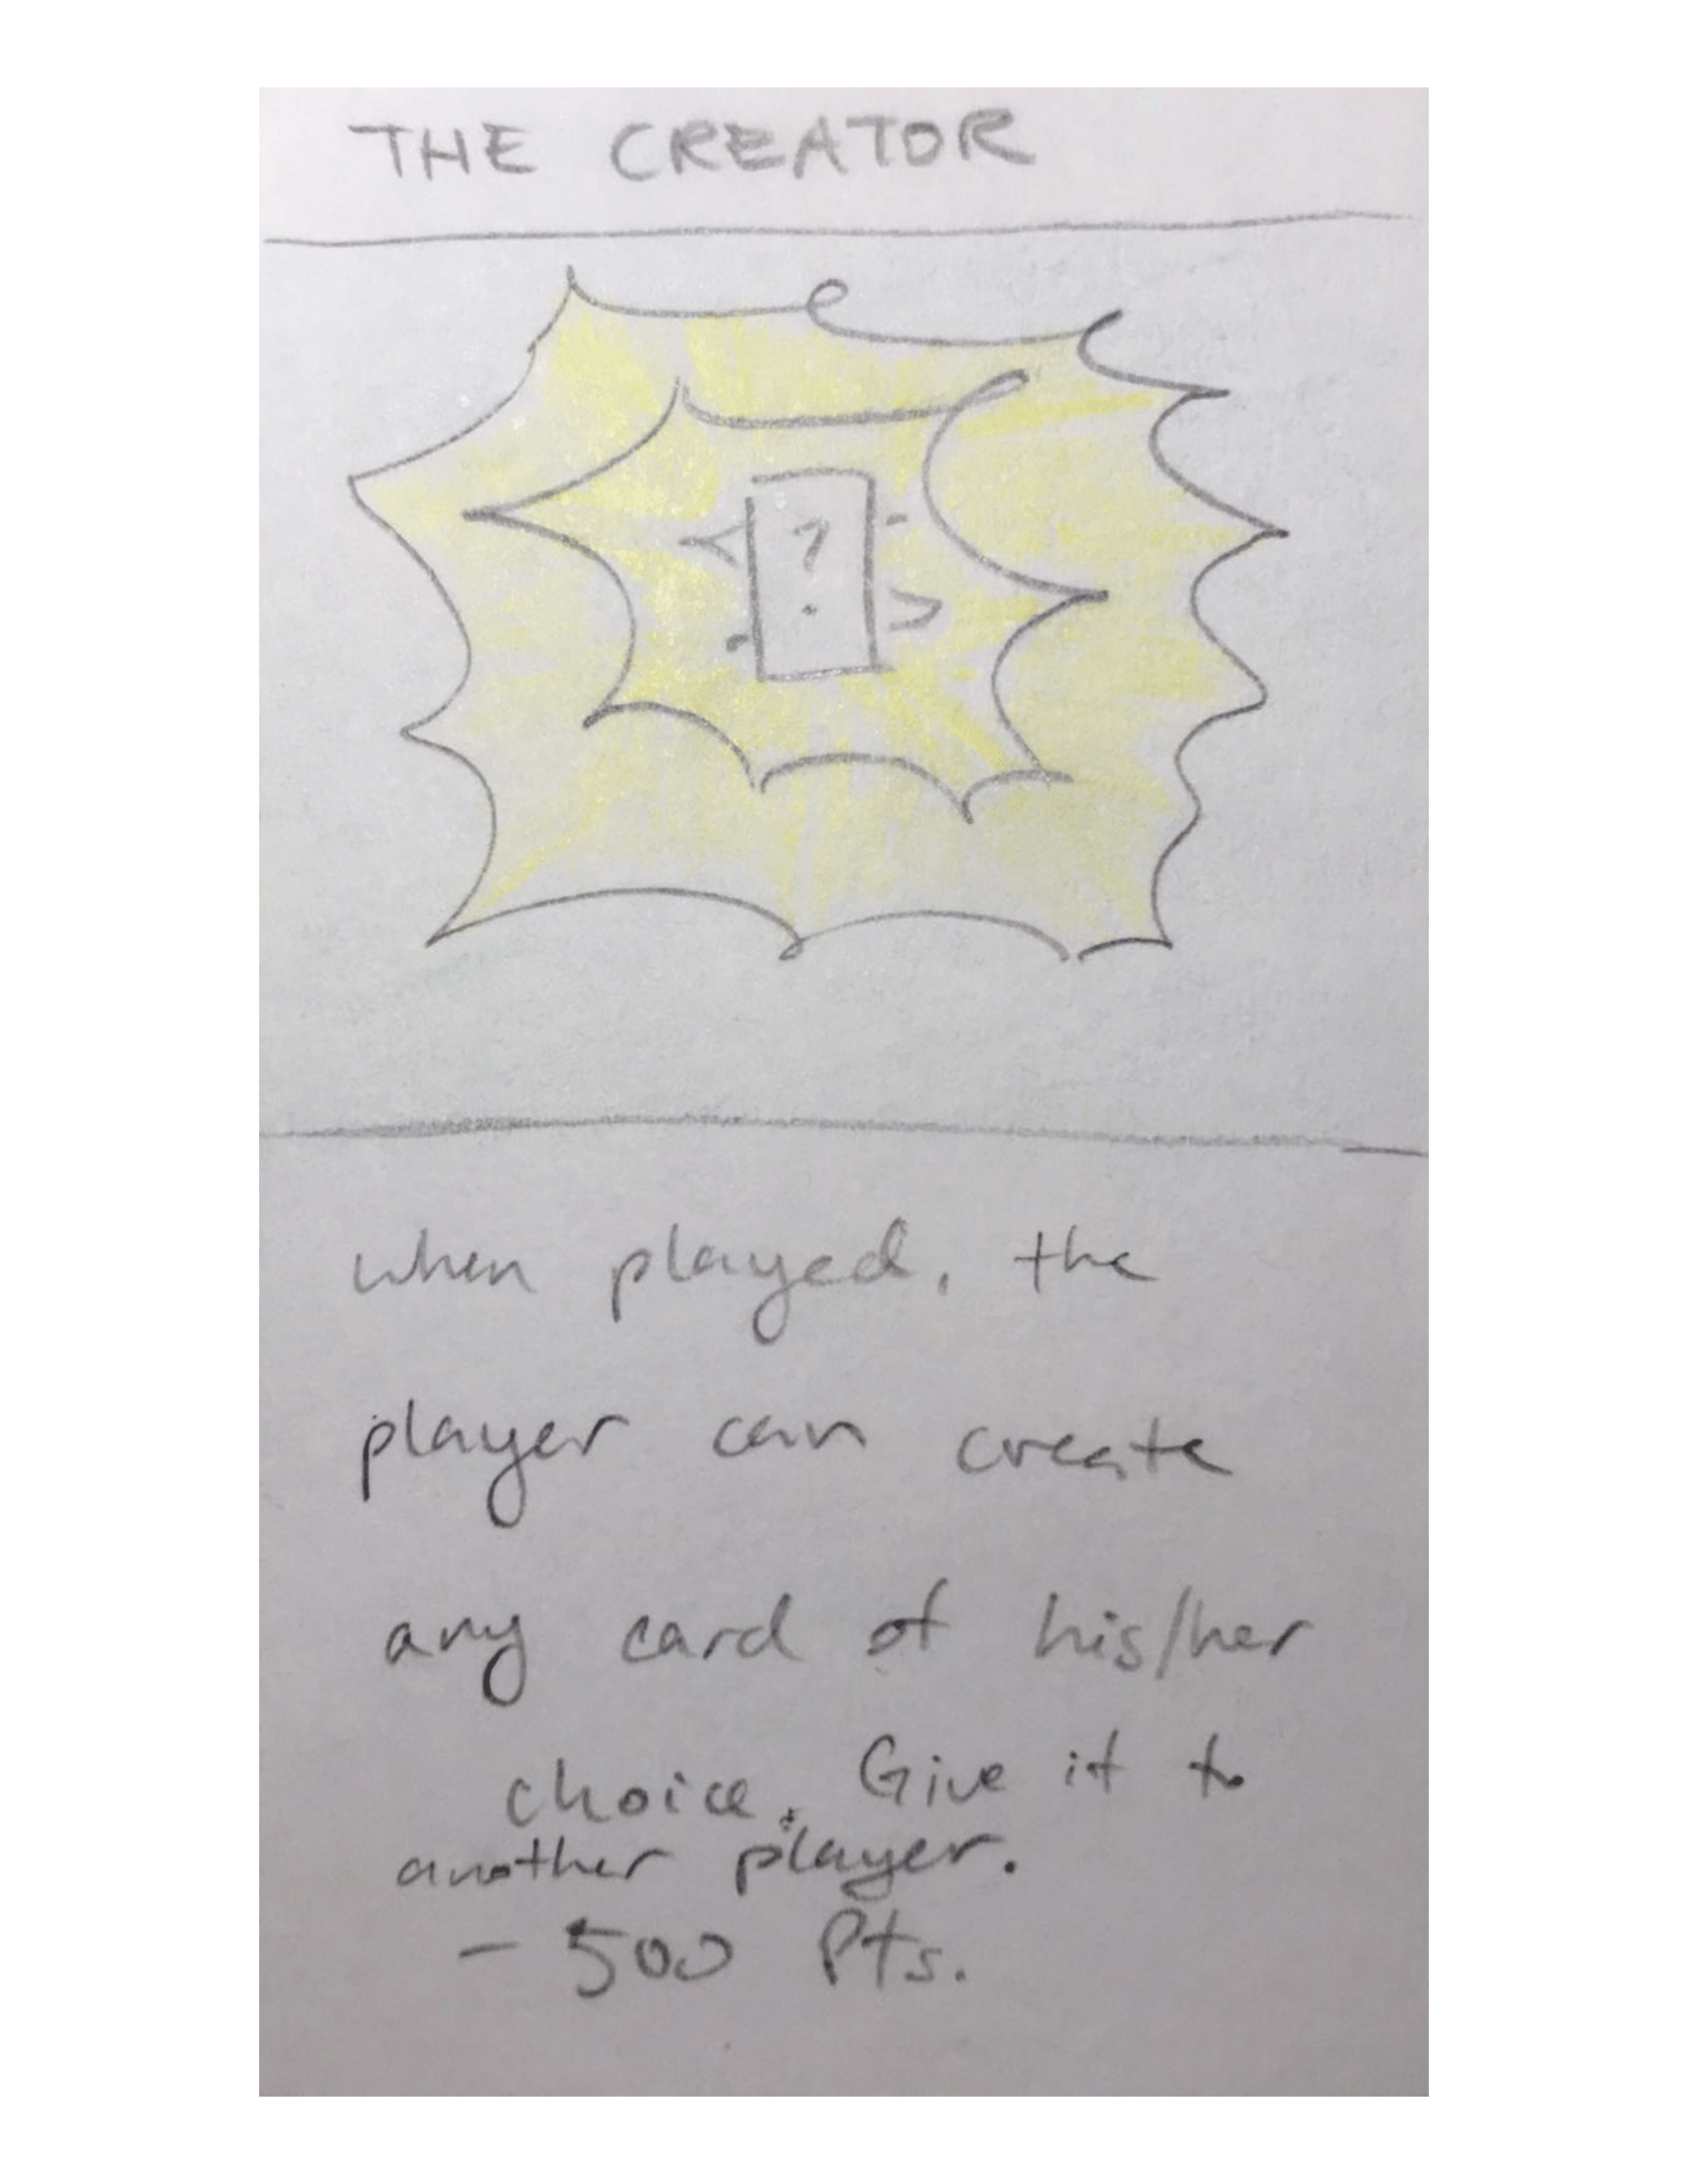 THE CREATOR
?
when played, the
player can create
any card of his/her
choice. Give it to
another player.
- 500 Pts.